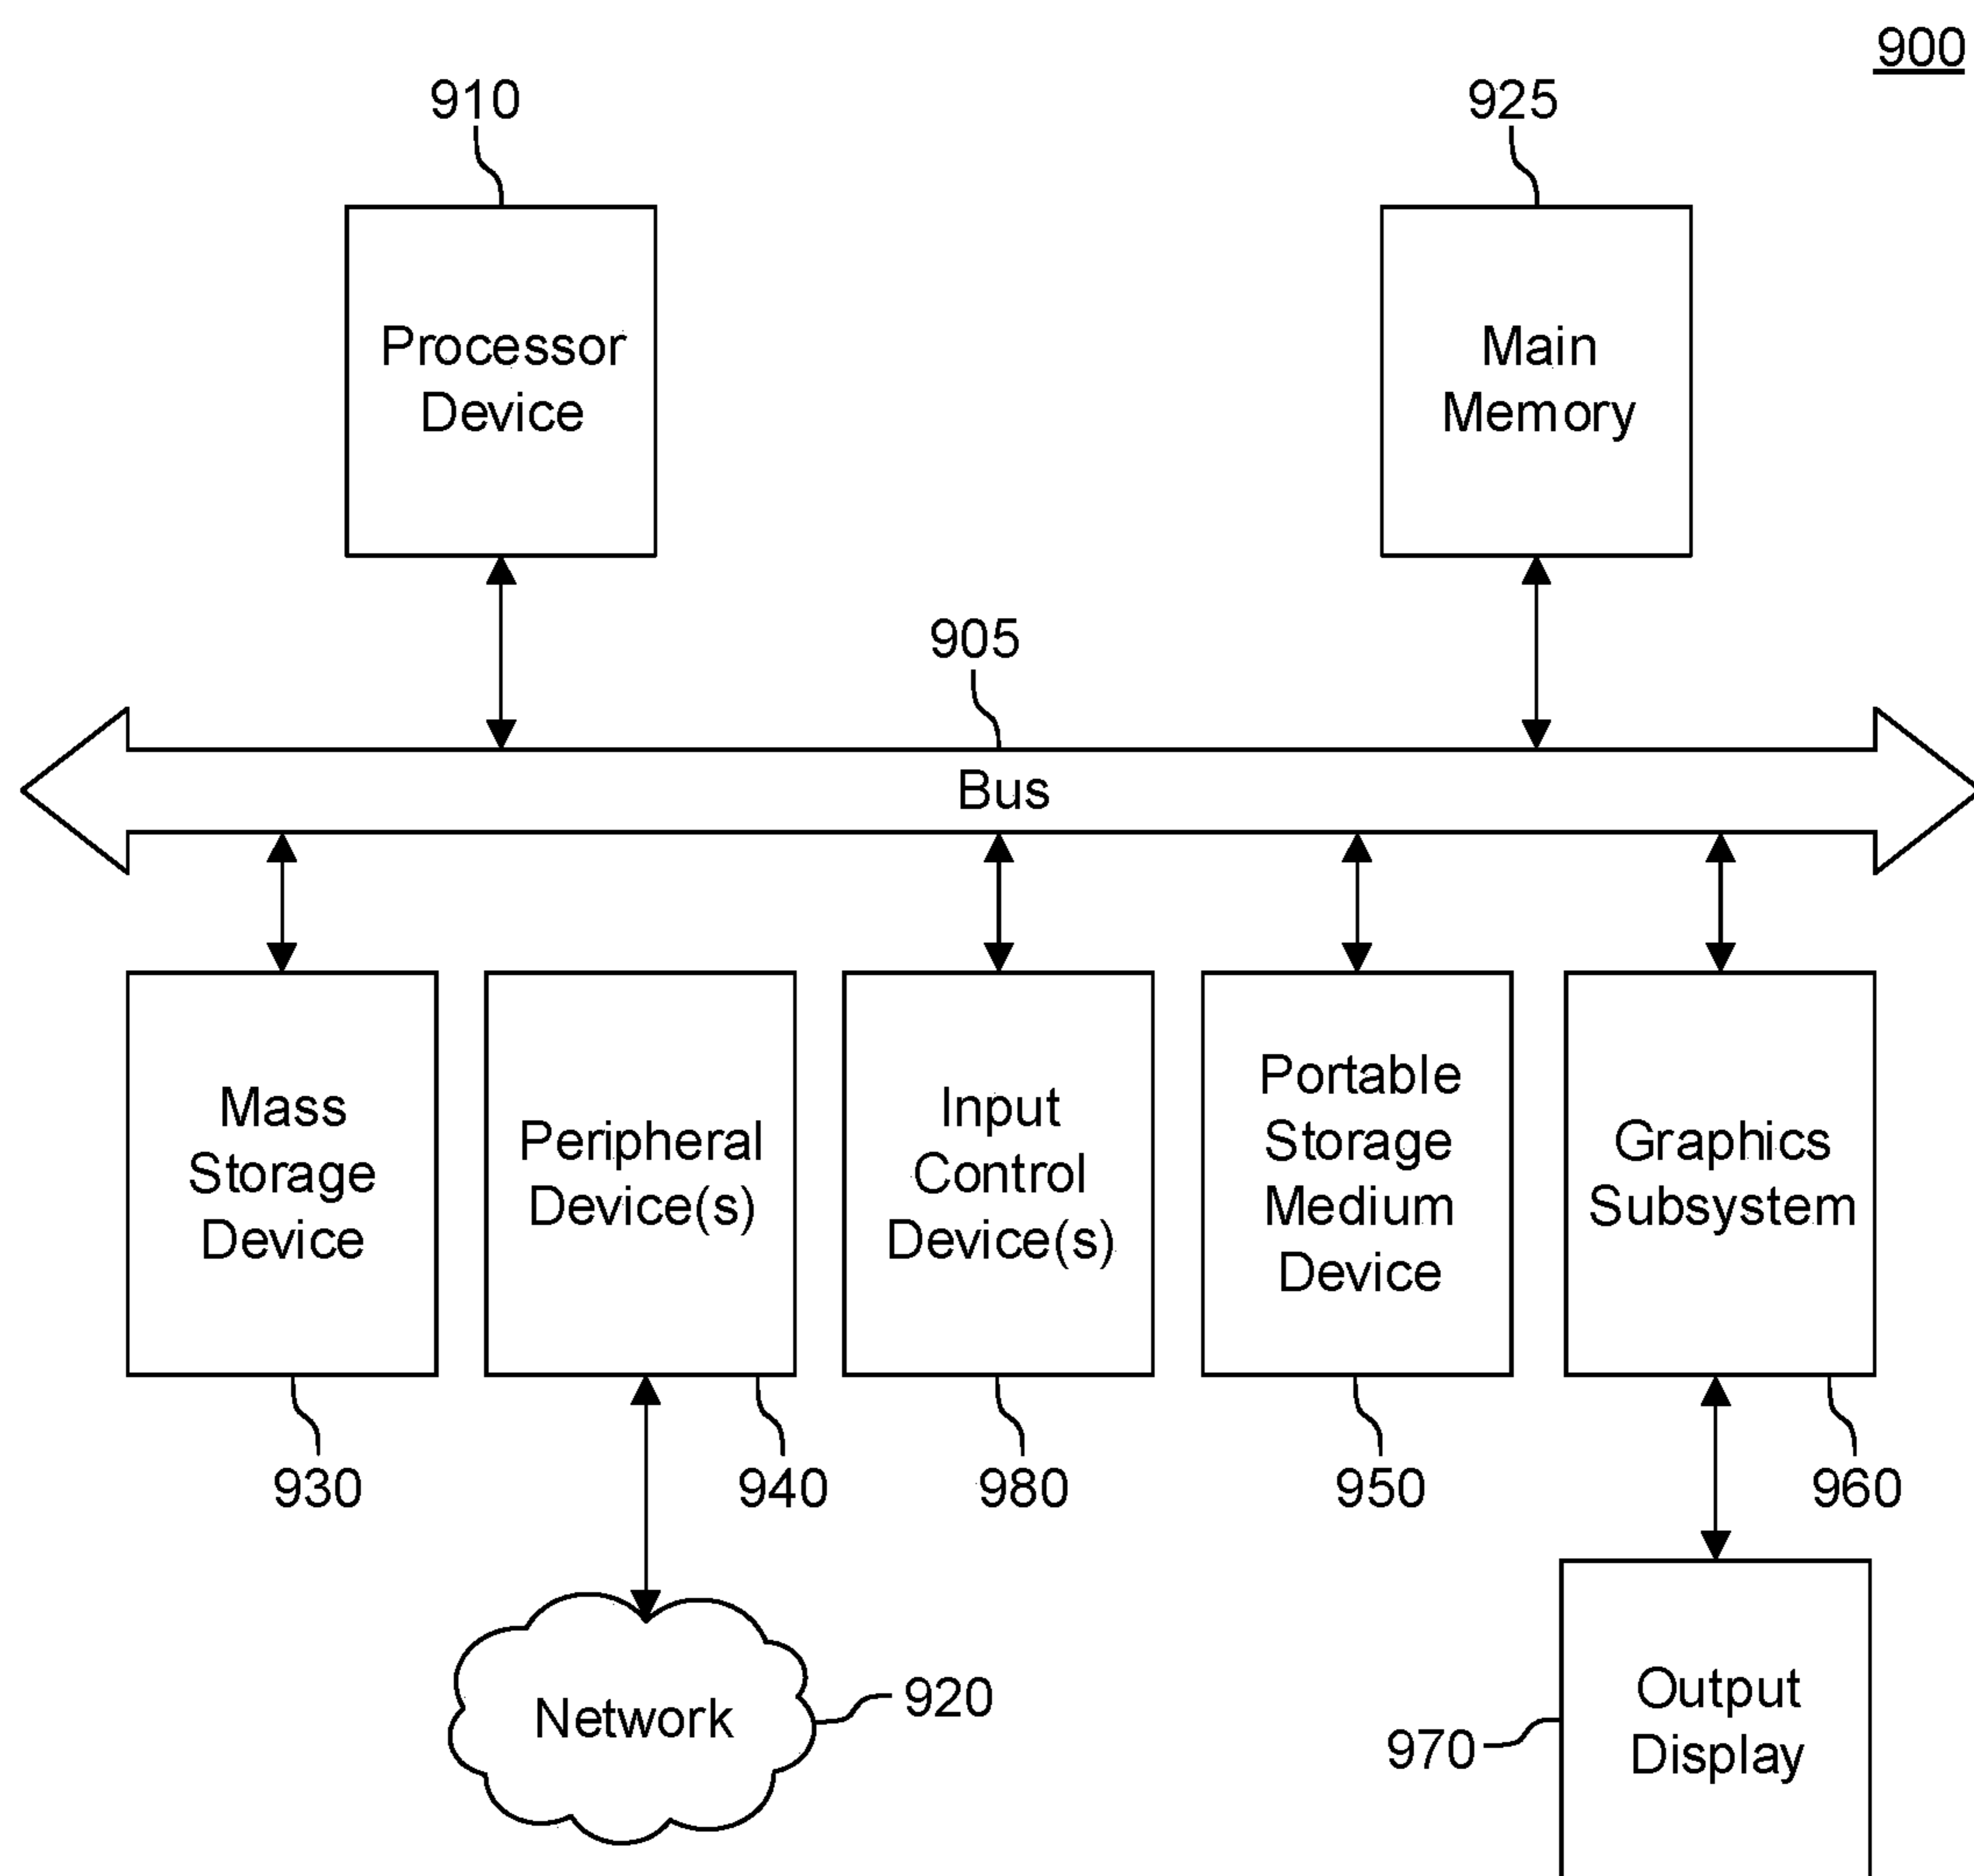 900
910
925
Processor
Device
Main
Memory
905
Bus
Mass
Storage
Device
Peripheral
Device(s)
Input
Control
Device(s)
Portable
Storage
Medium
Device
Graphics
Subsystem
930
940
980
950
960
Network
920
970
Output
Display